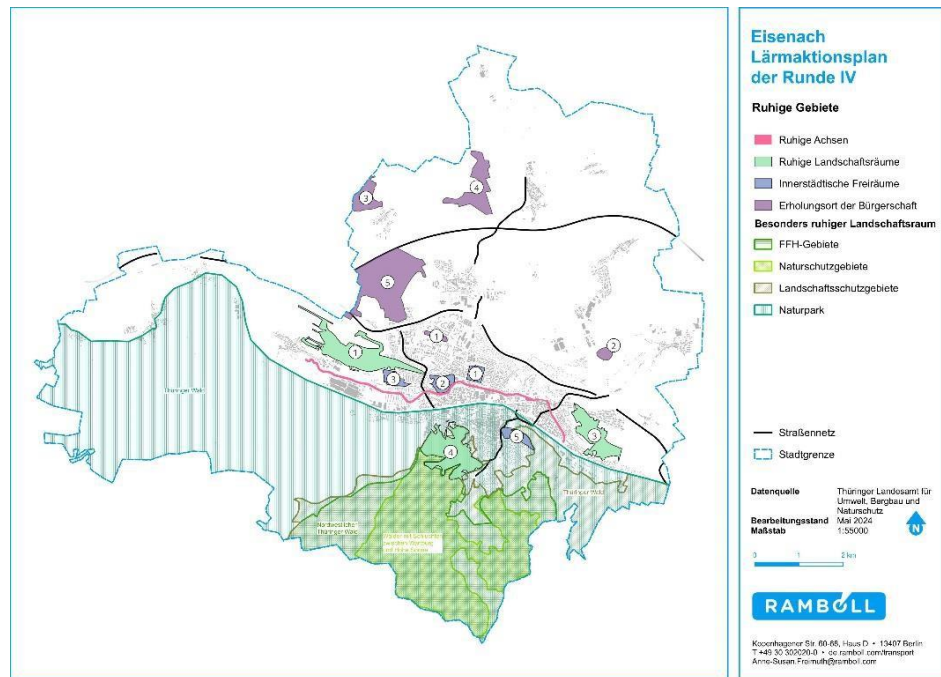 Eisenach
Lärmaktionsplan
der Runde IV
Ruhige Gebiete
Ruhige Achsen
Ruhige Landschaftsräume
Innerstädtische Freiräume
Erholungsort der Bürgerschaft
Besonders ruhiger Landschaftsraum
FFH-Gebiete
Naturschutzgebiete
Landschaftsschutzgebiete
Naturpark
Straßennetz
Stadtgrenze
Datenquelle Thüringer Landesamt für
Umwelt, Bergbau und
Naturschutz
Bearbeitungsstand Mai 2024
Maßstab 1:55000
N
0 1 2 km
RAMBOLL
Kopenhagener Str. 60-68, Haus D • 13407 Berlin
T +49 30 302020-0 • de.ramboll.com/transport
Anne-Susan.Freimuth@ramboll.com
3
4
5
2
1
1
3
2
1
3
4
5
Thüringer Wald
Thüringer Wald
Nordwestlicher
Thüringer Wald